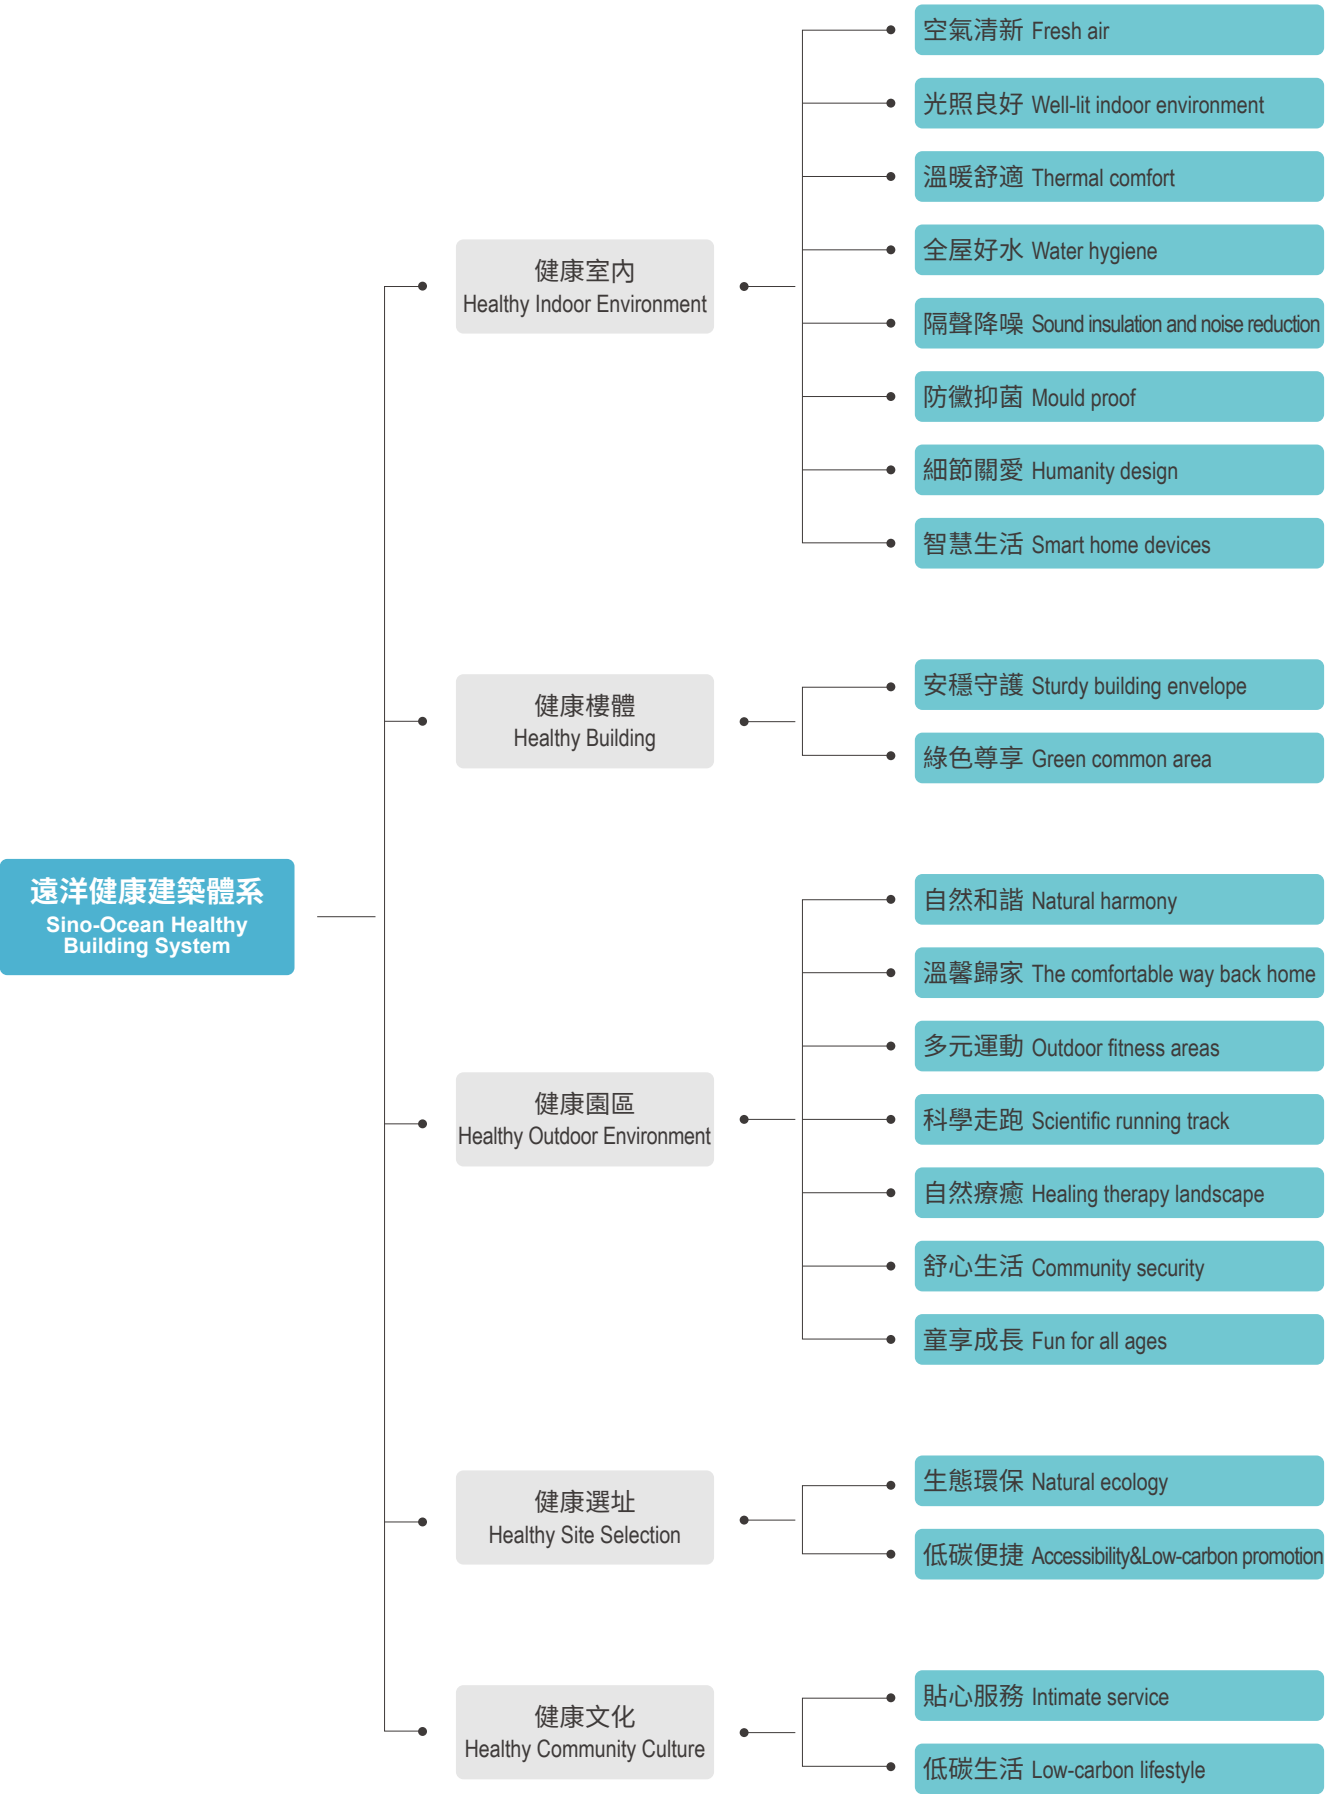 遠洋健康建築體系
Sino-Ocean Healthy
Building System
健康室內
Healthy Indoor Environment
空氣清新 Fresh air
光照良好 Well-lit indoor environment
溫暖舒適 Thermal comfort
全屋好水 Water hygiene
隔聲降噪 Sound insulation and noise reduction
防黴抑菌 Mould proof
細節關愛 Humanity design
智慧生活 Smart home devices
健康樓體
Healthy Building
安穩守護 Sturdy building envelope
綠色尊享 Green common area
健康園區
Healthy Outdoor Environment
自然和諧 Natural harmony
溫馨歸家 The comfortable way back home
多元運動 Outdoor fitness areas
科學走跑 Scientific running track
自然療癒 Healing therapy landscape
舒心生活 Community security
童享成長 Fun for all ages
健康選址
Healthy Site Selection
生態環保 Natural ecology
低碳便捷 Accessibility&Low-carbon promotion
健康文化
Healthy Community Culture
貼心服務 Intimate service
低碳生活 Low-carbon lifestyle